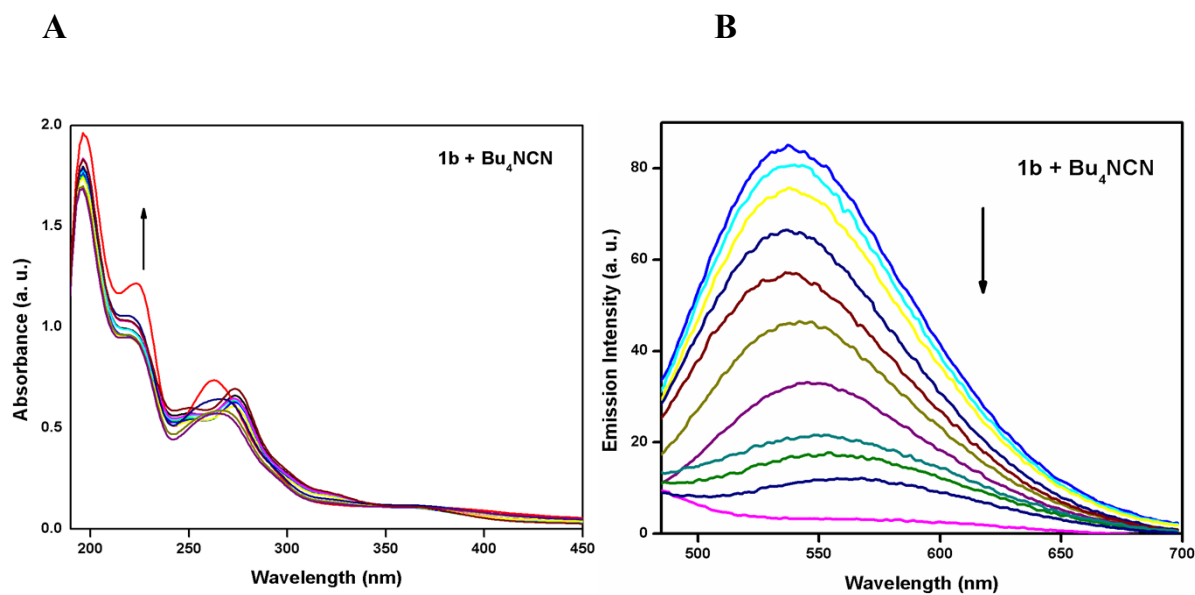 A
B
1b + Bu₄NCN
Absorbance (a. u.)
2.0
1.5
1.0
0.5
0.0
200 250 300 350 400 450
Wavelength (nm)
1b + Bu₄NCN
Emission Intensity (a. u.)
80
60
40
20
0
500 550 600 650 700
Wavelength (nm)